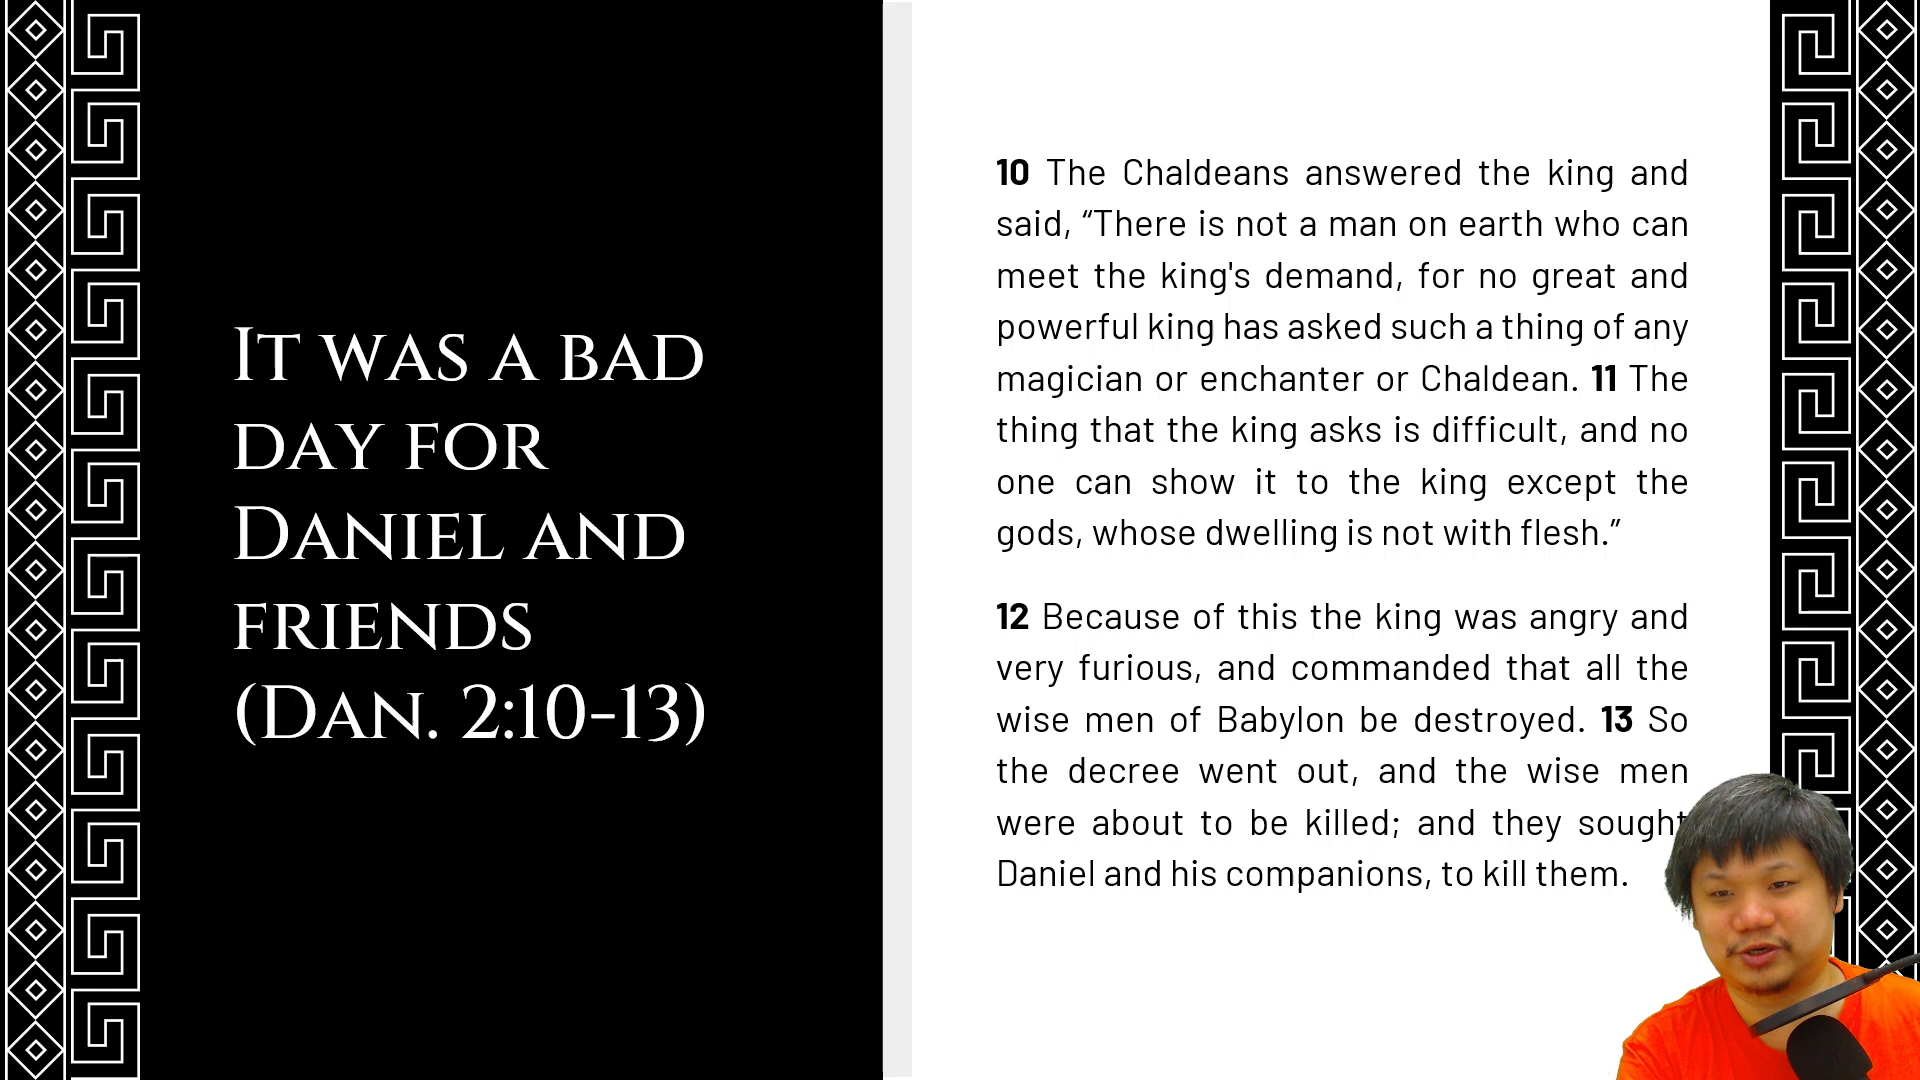 It was a bad
day for
Daniel and
friends
(Dan. 2:10-13)
10 The Chaldeans answered the king and
said, “There is not a man on earth who can
meet the king's demand, for no great and
powerful king has asked such a thing of any
magician or enchanter or Chaldean. 11 The
thing that the king asks is difficult, and no
one can show it to the king except the
gods, whose dwelling is not with flesh.”
12 Because of this the king was angry and
very furious, and commanded that all the
wise men of Babylon be destroyed. 13 So
the decree went out, and the wise men
were about to be killed; and they sought
Daniel and his companions, to kill them.